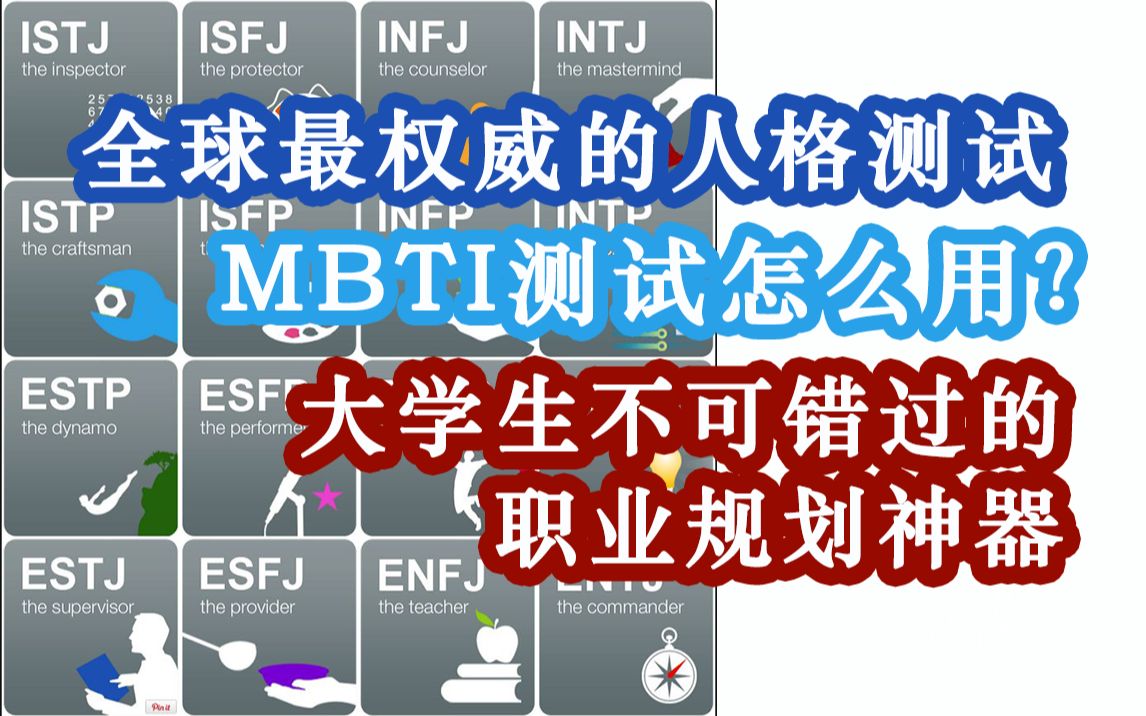 ISTJ
the inspector
ISFJ
the protector
INFJ
the counselor
INTJ
the mastermind
全球最权威的人格测试
ISTP
the craftsman
ISFP
INFP
INTP
MBTI测试怎么用?
ESTP
the dynamo
ESFP
the performer
大学生不可错过的
职业规划神器
ESTJ
the supervisor
ESFJ
the provider
ENFJ
the teacher
ENTJ
the commander
Pin it